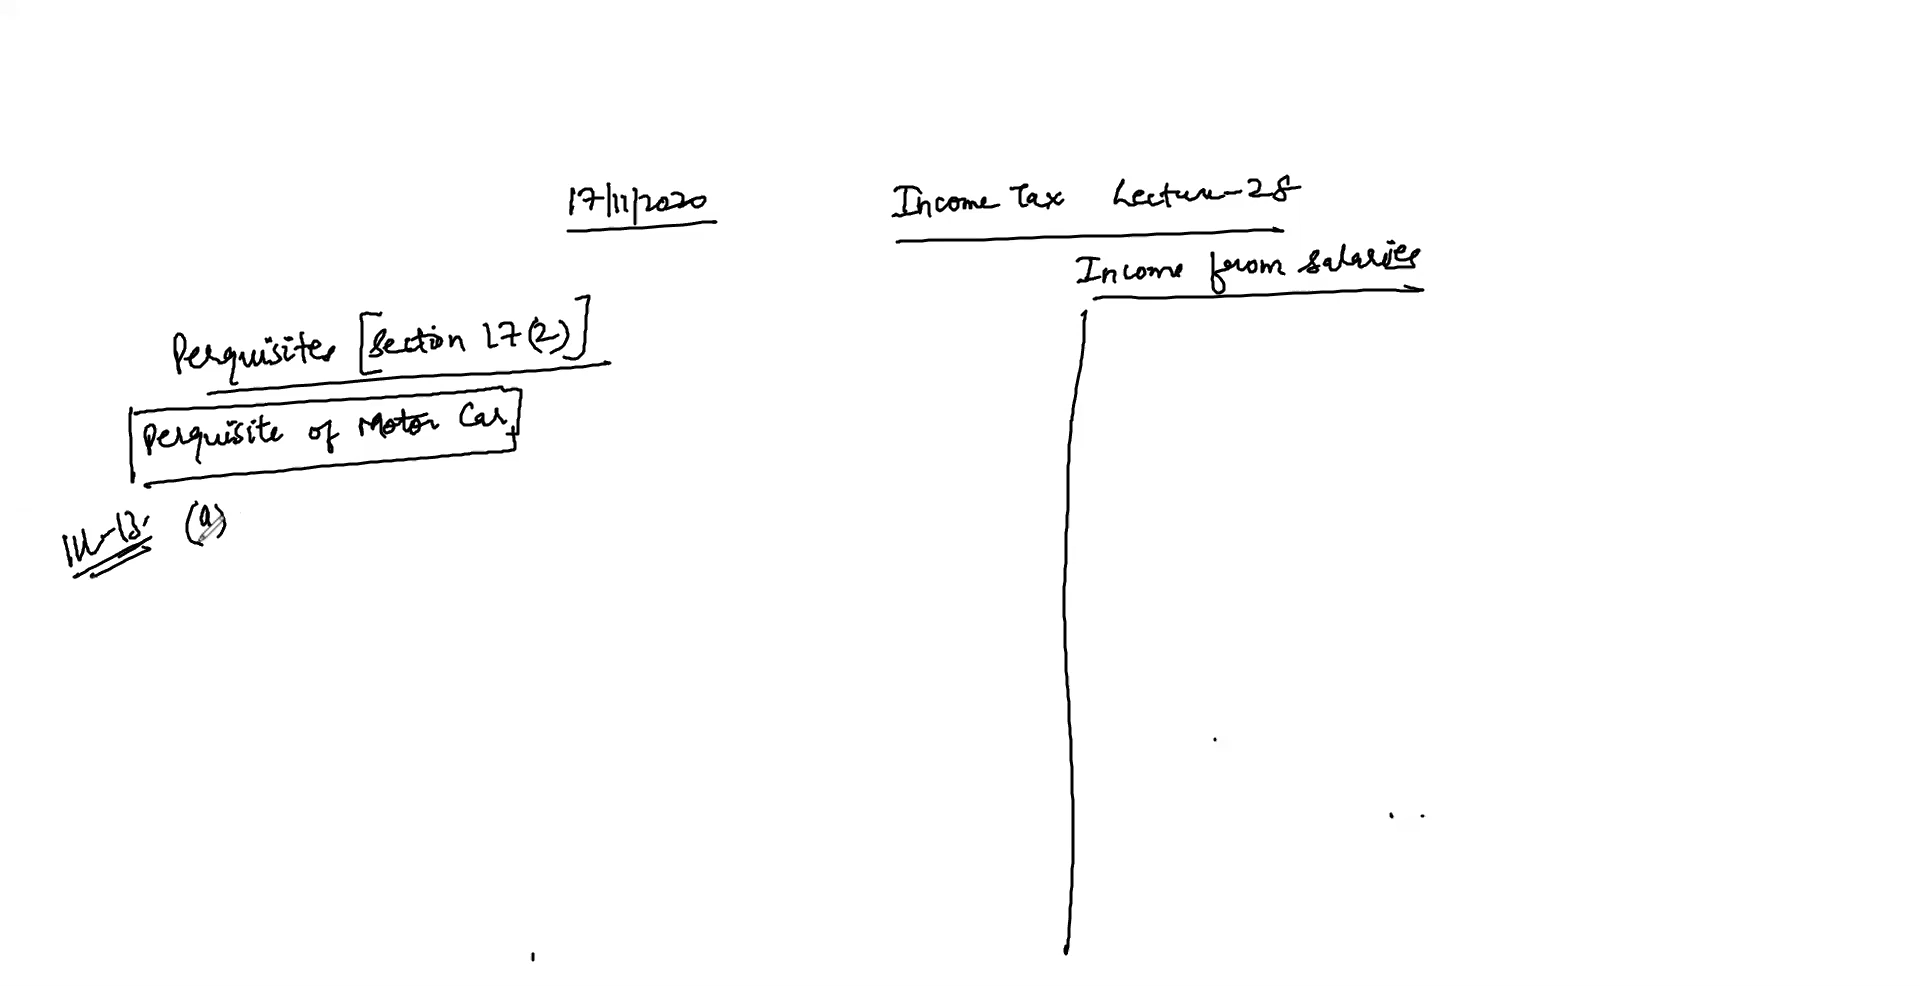 17/11/2020
Income Tax Lecture-28
Income from salaries
Perquisites [Section 17(2)]
Perquisite of Motor Car
Ill-13: (a)